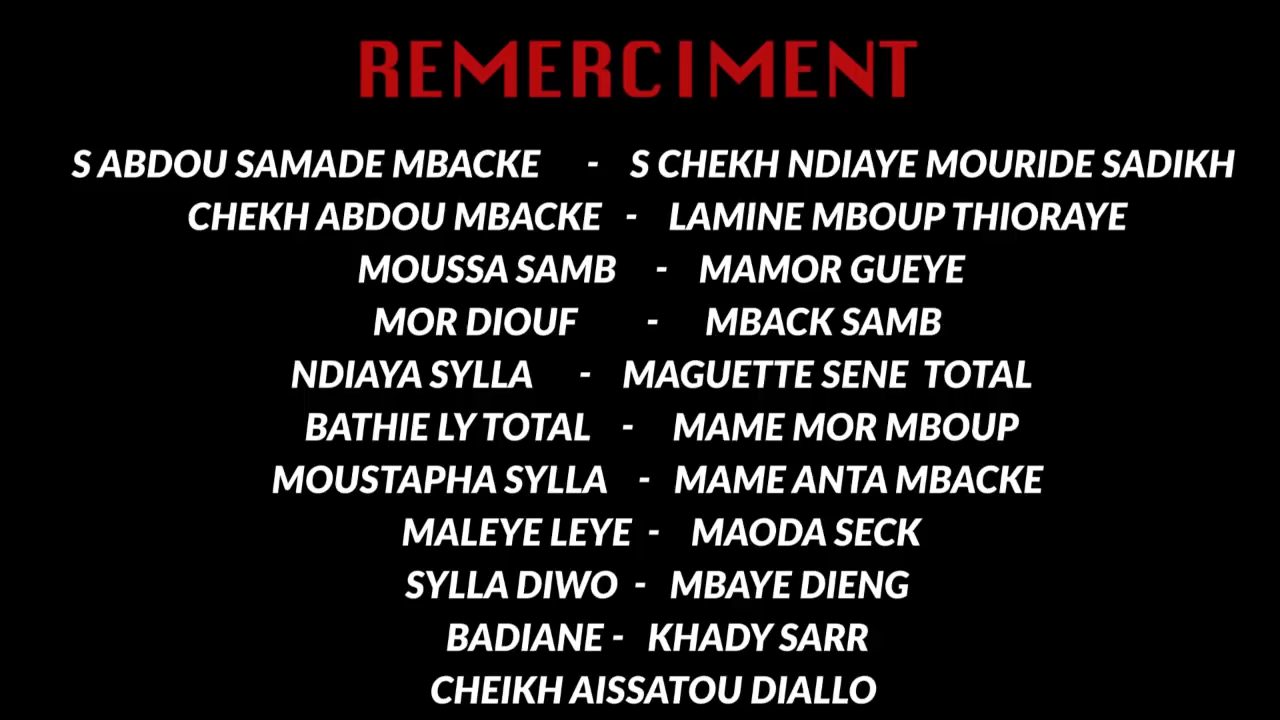 REMERCIMENT
S ABDOU SAMADE MBACKE - S CHEKH NDIAYE MOURIDE SADIKH
CHEKH ABDOU MBACKE - LAMINE MBOUP THIORAYE
MOUSSA SAMB - MAMOR GUEYE
MOR DIOUF - MBACK SAMB
NDIAYA SYLLA - MAGUETTE SENE TOTAL
BATHIE LY TOTAL - MAME MOR MBOUP
MOUSTAPHA SYLLA - MAME ANTA MBACKE
MALEYE LEYE - MAODA SECK
SYLLA DIWO - MBAYE DIENG
BADIANE - KHADY SARR
CHEIKH AISSATOU DIALLO